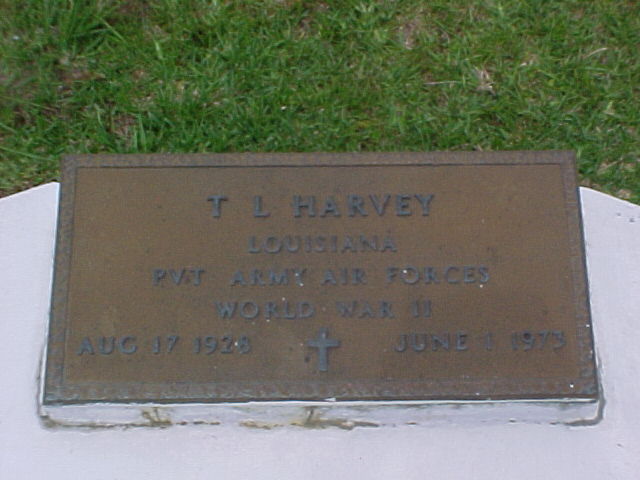 T L HARVEY
LOUISIANA
PVT ARMY AIR FORCES
WORLD WAR II
AUG 17 1928 JUNE 1 1973